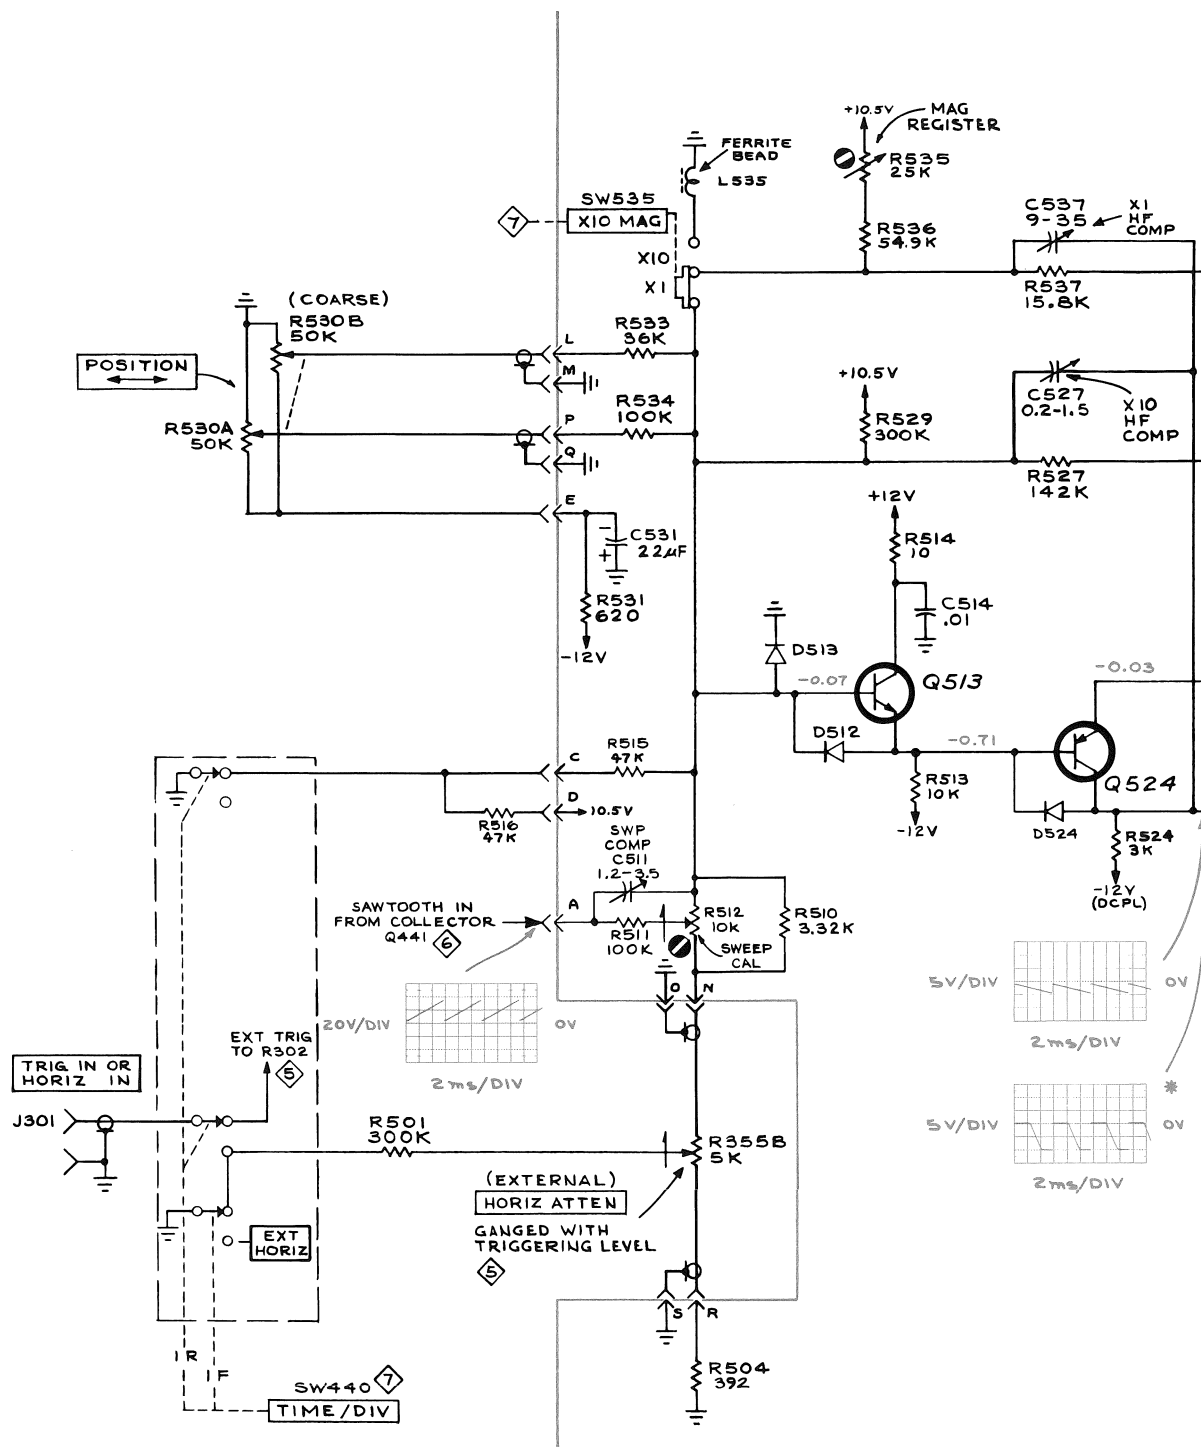 +10.5V
MAG
REGISTER
R535
25K
FERRITE
BEAD
L535
SW535
X10 MAG
7
R536
54.9K
C537
9-35
X1
HF
COMP
X10
X1
R537
15.8K
(COARSE)
R530B
50K
R533
36K
L
M
POSITION
+10.5V
C527
0.2-1.5
X10
HF
COMP
R534
100K
P
Q
R530A
50K
R529
300K
R527
142K
E
+12V
C531
22µF
−
+
R514
10
R531
620
-12V
C514
.01
D513
-0.07
Q513
-0.03
D512
-0.71
R515
47K
C
D
10.5V
R516
47K
R513
10K
-12V
Q524
D524
R524
3K
-12V
(DCPL)
SWP
COMP
C511
1.2-3.5
SAWTOOTH IN
FROM COLLECTOR
Q441 6
A
R511
100K
R512
10K
R510
3.32K
SWEEP
CAL
O
N
20V/DIV
0V
2ms/DIV
5V/DIV
0V
2ms/DIV
EXT TRIG
TO R302
5
TRIG IN OR
HORIZ IN
J301
*
5V/DIV
0V
2ms/DIV
R501
300K
R355B
5K
(EXTERNAL)
HORIZ ATTEN
GANGED WITH
TRIGGERING LEVEL
5
EXT
HORIZ
S
R
R504
392
1R
1F
SW440 7
TIME/DIV